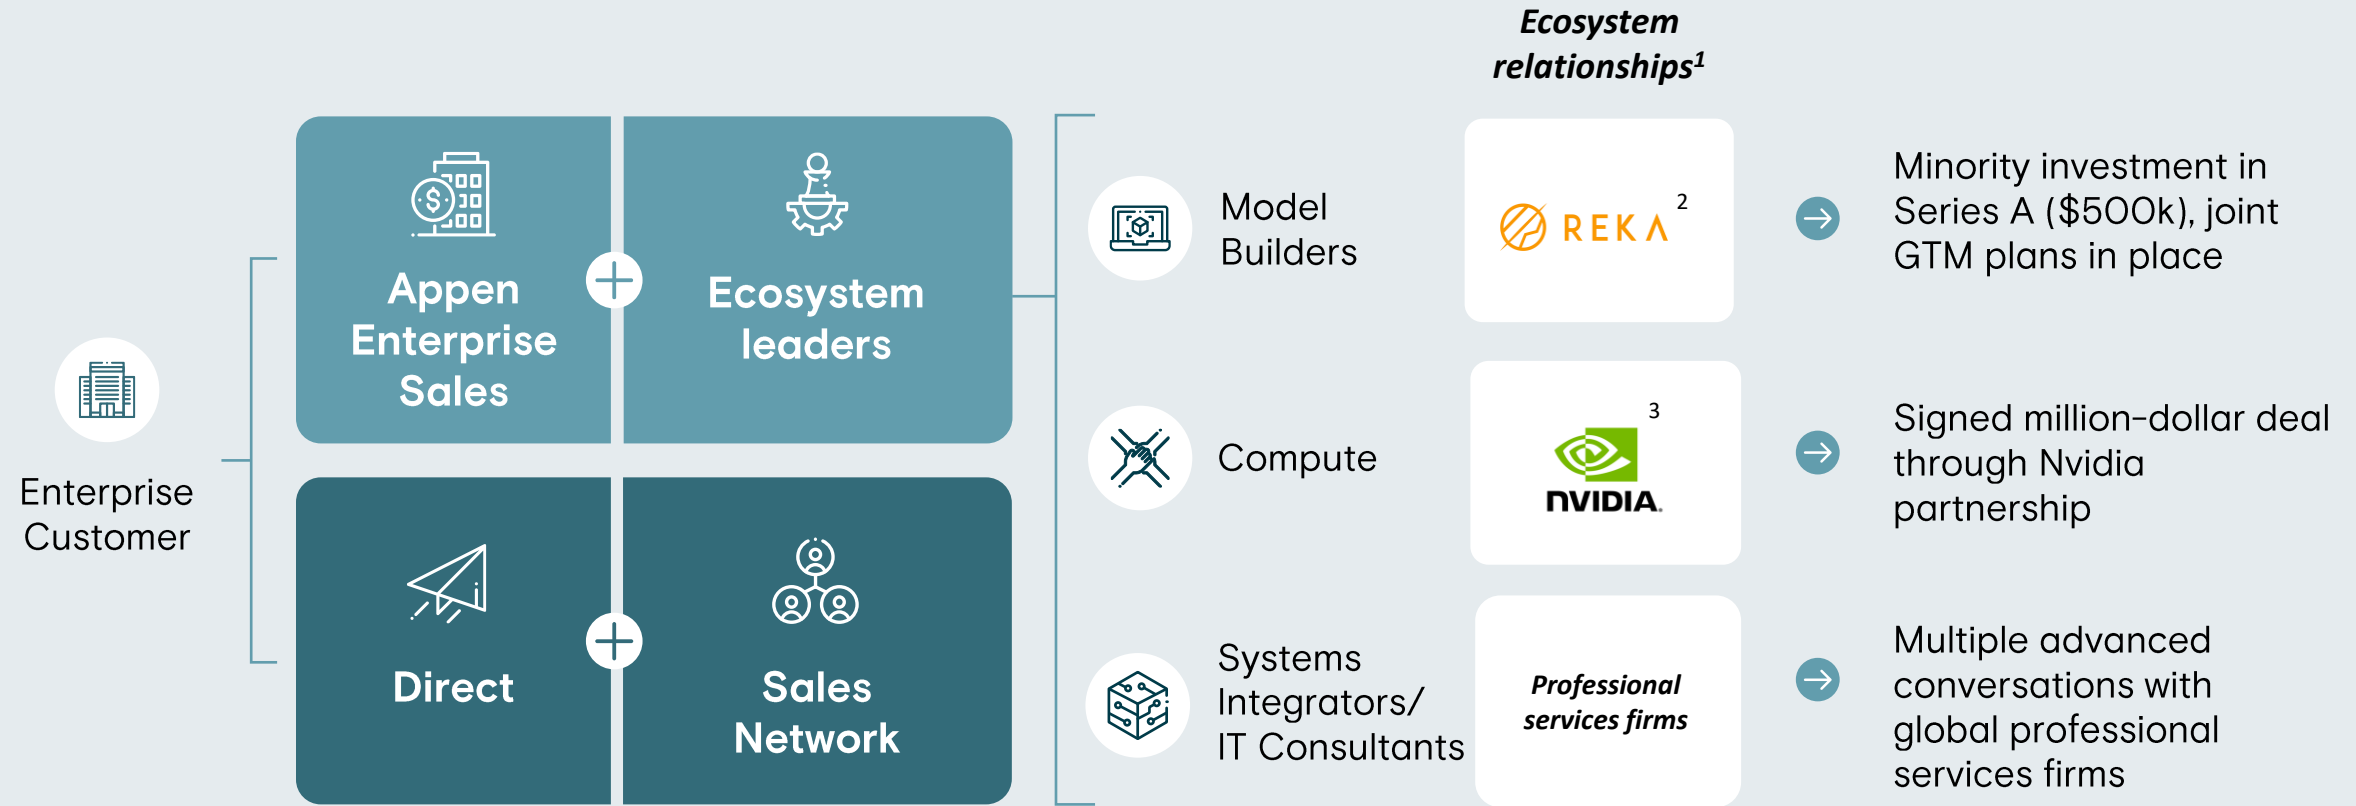 Ecosystem
relationships¹
Enterprise
Customer
Appen
Enterprise
Sales
Ecosystem
leaders
Direct
Sales
Network
Model
Builders
REKA ²
Minority investment in
Series A ($500k), joint
GTM plans in place
Compute
3
NVIDIA.
Signed million-dollar deal
through Nvidia
partnership
Systems
Integrators/
IT Consultants
Professional
services firms
Multiple advanced
conversations with
global professional
services firms